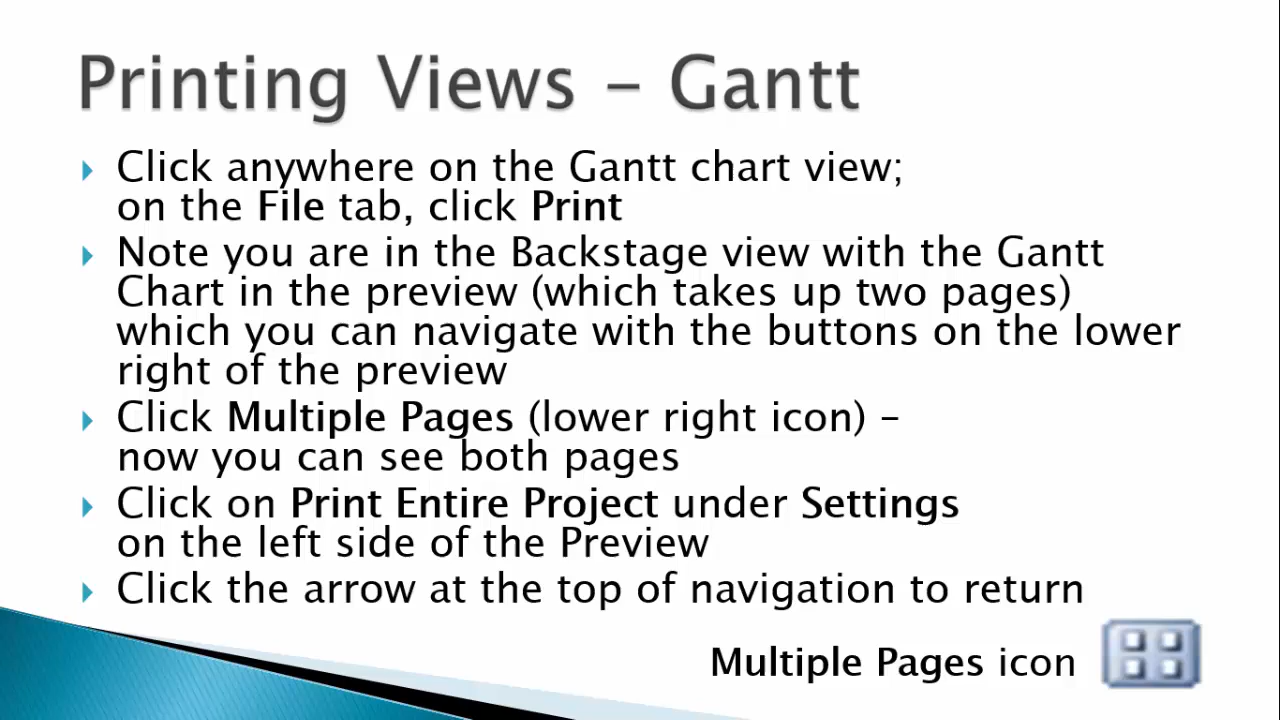 Printing Views - Gantt
Click anywhere on the Gantt chart view;
on the File tab, click Print
Note you are in the Backstage view with the Gantt
Chart in the preview (which takes up two pages)
which you can navigate with the buttons on the lower
right of the preview
Click Multiple Pages (lower right icon) –
now you can see both pages
Click on Print Entire Project under Settings
on the left side of the Preview
Click the arrow at the top of navigation to return
Multiple Pages icon